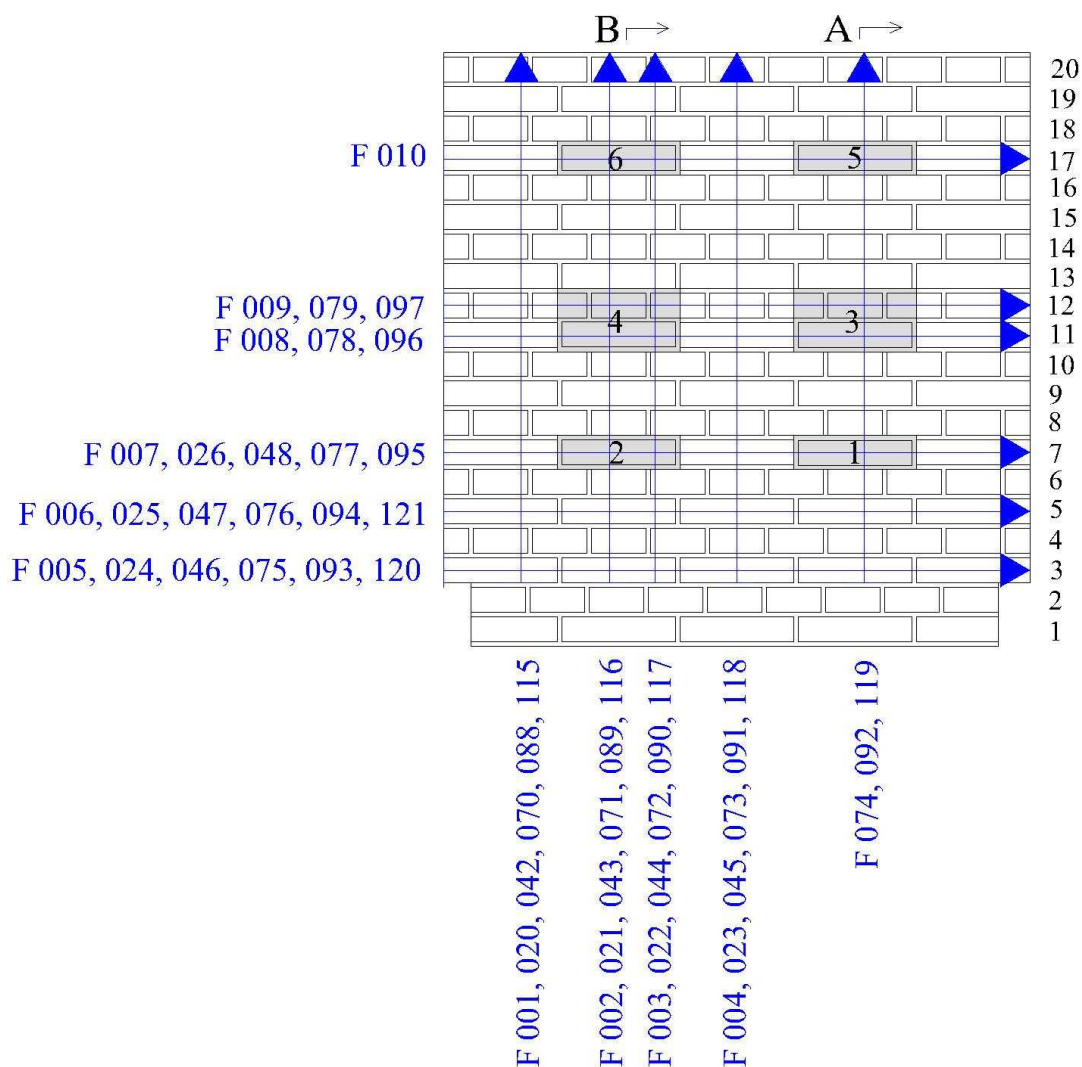 B A
20
19
18
F 010 6 5 17
16
15
14
13
F 009, 079, 097 12
4 3
F 008, 078, 096 11
10
9
8
F 007, 026, 048, 077, 095 2 1 7
6
F 006, 025, 047, 076, 094, 121 5
4
F 005, 024, 046, 075, 093, 120 3
2
1
F 001, 020, 042, 070, 088, 115
F 002, 021, 043, 071, 089, 116
F 003, 022, 044, 072, 090, 117
F 004, 023, 045, 073, 091, 118
F 074, 092, 119